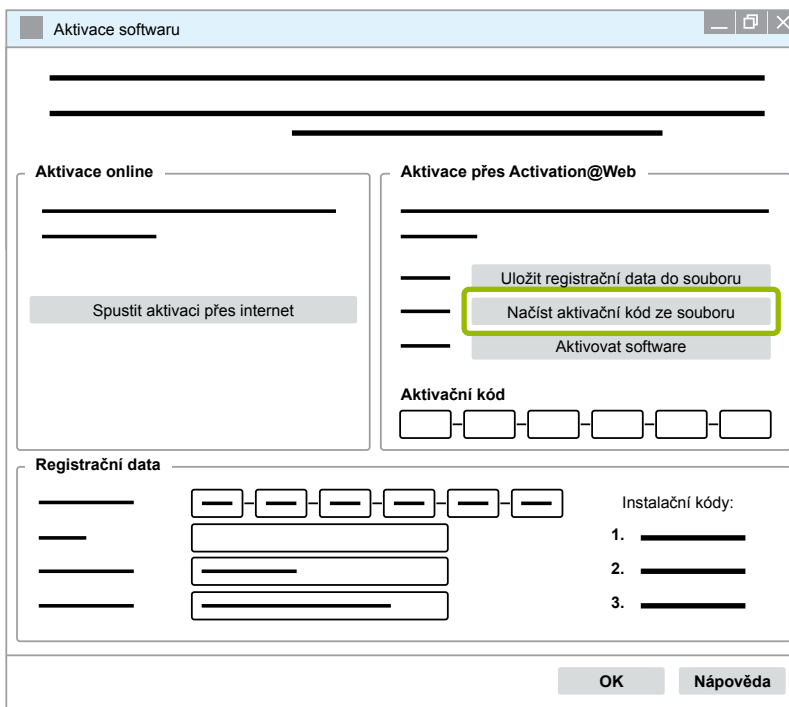 Aktivace softwaru
Aktivace online
Spustit aktivaci přes internet
Aktivace přes Activation@Web
Uložit registrační data do souboru
Načíst aktivační kód ze souboru
Aktivovat software
Aktivační kód
Registrační data
Instalační kódy:
1.
2.
3.
OK
Nápověda